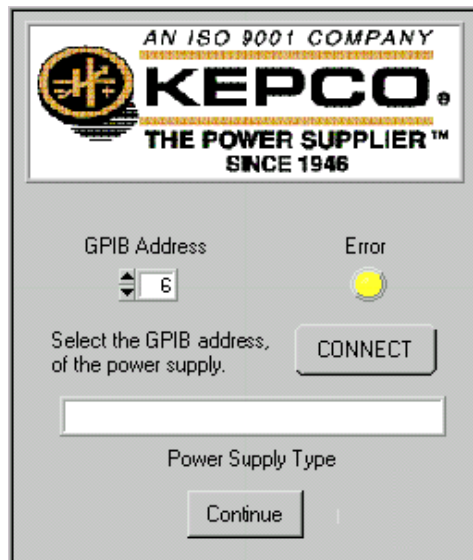 AN ISO 9001 COMPANY
KEPCO®
THE POWER SUPPLIER™
SINCE 1946
GPIB Address
Error
6
Select the GPIB address,
of the power supply.
CONNECT
Power Supply Type
Continue